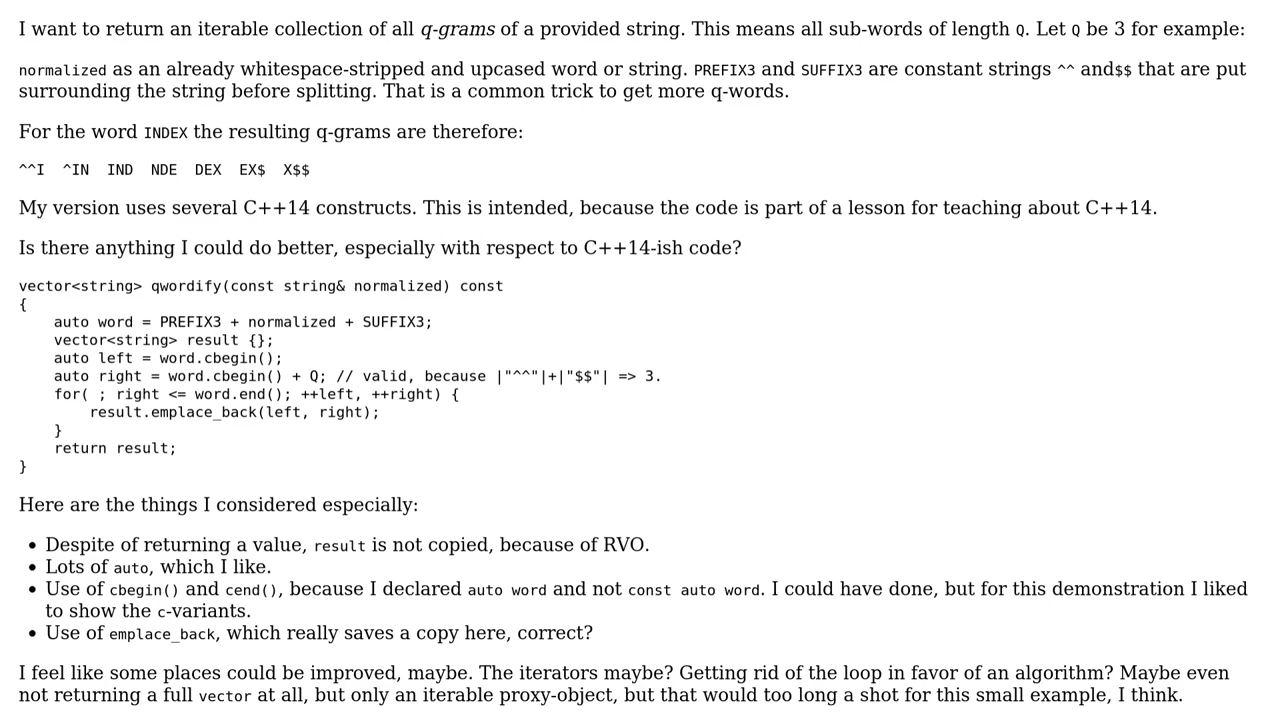 I want to return an iterable collection of all q-grams of a provided string. This means all sub-words of length Q. Let Q be 3 for example:
normalized as an already whitespace-stripped and upcased word or string. PREFIX3 and SUFFIX3 are constant strings ^^ and$$ that are put
surrounding the string before splitting. That is a common trick to get more q-words.
For the word INDEX the resulting q-grams are therefore:
^^I  ^IN  IND  NDE  DEX  EX$  X$$
My version uses several C++14 constructs. This is intended, because the code is part of a lesson for teaching about C++14.
Is there anything I could do better, especially with respect to C++14-ish code?
vector<string> qwordify(const string& normalized) const
{
    auto word = PREFIX3 + normalized + SUFFIX3;
    vector<string> result {};
    auto left = word.cbegin();
    auto right = word.cbegin() + Q; // valid, because |"^^"|+|"$$"| => 3.
    for( ; right <= word.end(); ++left, ++right) {
        result.emplace_back(left, right);
    }
    return result;
}
Here are the things I considered especially:
• Despite of returning a value, result is not copied, because of RVO.
• Lots of auto, which I like.
• Use of cbegin() and cend(), because I declared auto word and not const auto word. I could have done, but for this demonstration I liked
to show the c-variants.
• Use of emplace_back, which really saves a copy here, correct?
I feel like some places could be improved, maybe. The iterators maybe? Getting rid of the loop in favor of an algorithm? Maybe even
not returning a full vector at all, but only an iterable proxy-object, but that would too long a shot for this small example, I think.